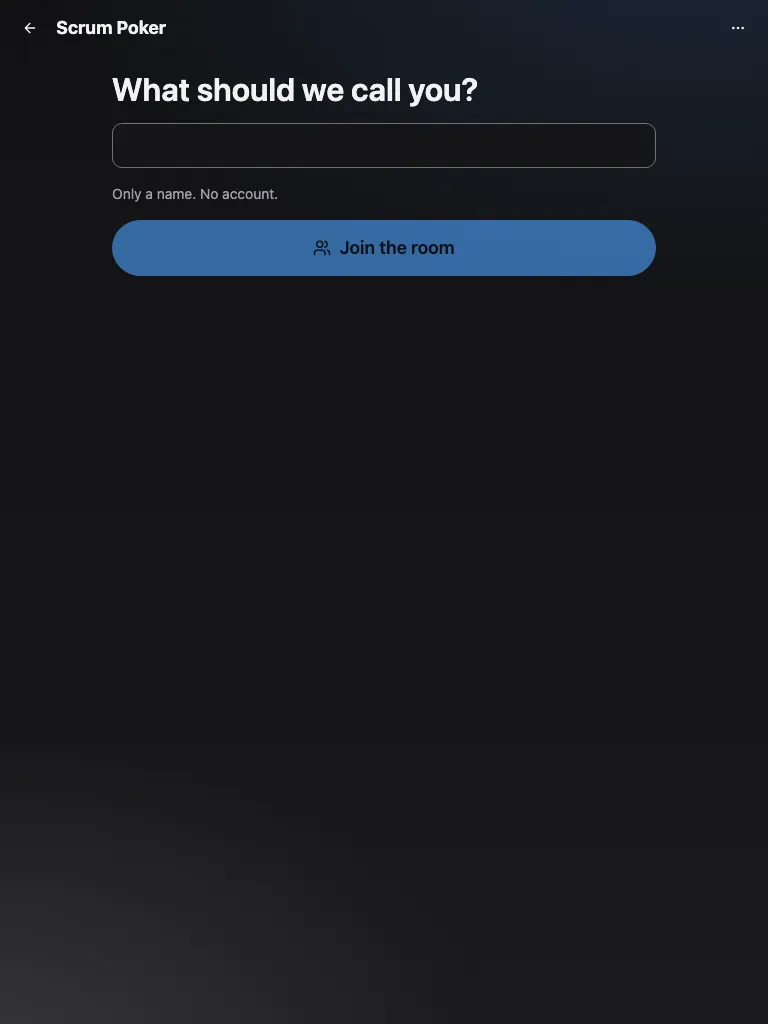 Scrum Poker
What should we call you?
Only a name. No account.
Join the room